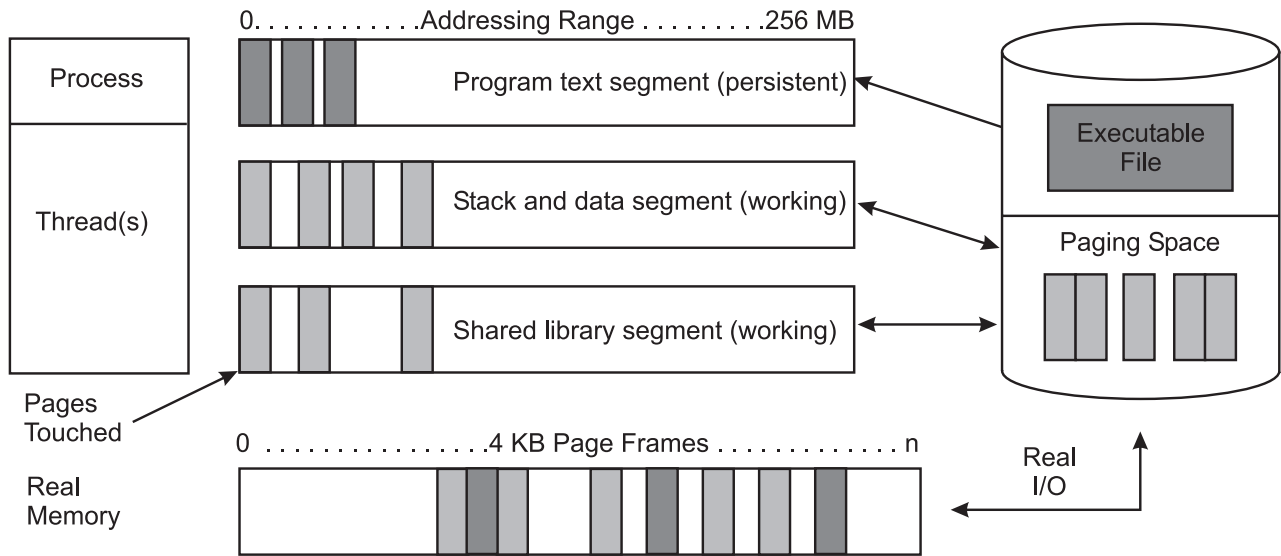 0. . . . . . . . . . . . .Addressing Range . . . . . . . . .256 MB
Process
Program text segment (persistent)
Executable
File
Thread(s)
Stack and data segment (working)
Paging Space
Shared library segment (working)
Pages
Touched
0 . . . . . . . . . . . . . . . . .4 KB Page Frames . . . . . . . . . . . . . n
Real
I/O
Real
Memory